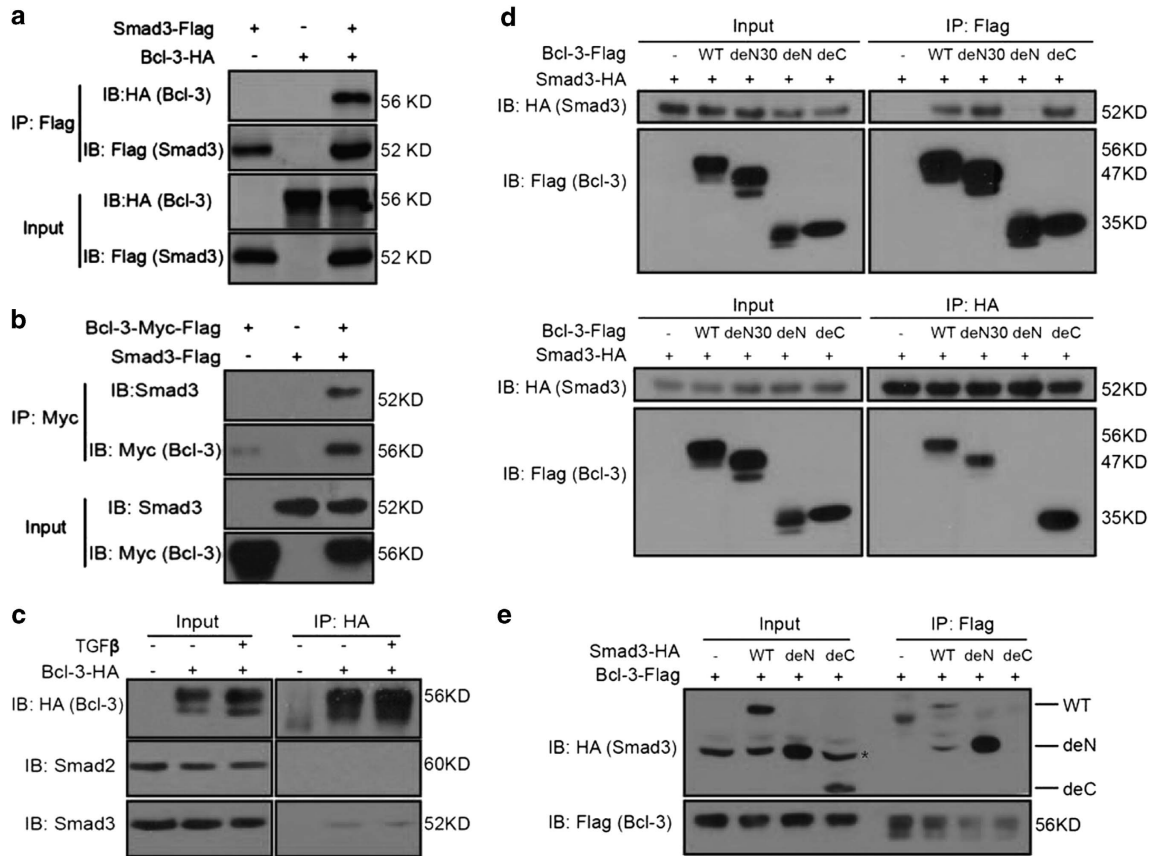 a
Smad3-Flag + - +
Bcl-3-HA - + +
IP: Flag
IB:HA (Bcl-3) 56 KD
IB: Flag (Smad3) 52 KD
Input
IB:HA (Bcl-3) 56 KD
IB: Flag (Smad3) 52 KD
b
Bcl-3-Myc-Flag + - +
Smad3-Flag - + +
IP: Myc
IB:Smad3 52KD
IB: Myc (Bcl-3) 56KD
Input
IB: Smad3 52KD
IB: Myc (Bcl-3) 56KD
c
Input IP: HA
TGFβ - - + - - +
Bcl-3-HA - + + - + +
IB: HA (Bcl-3) 56KD
IB: Smad2 60KD
IB: Smad3 52KD
d
Input IP: Flag
Bcl-3-Flag - WT deN30 deN deC - WT deN30 deN deC
Smad3-HA + + + + + + + + + +
IB: HA (Smad3) 52KD
IB: Flag (Bcl-3)
56KD
47KD
35KD
Input IP: HA
Bcl-3-Flag - WT deN30 deN deC - WT deN30 deN deC
Smad3-HA + + + + + + + + + +
IB: HA (Smad3) 52KD
IB: Flag (Bcl-3)
56KD
47KD
35KD
e
Input IP: Flag
Smad3-HA - WT deN deC - WT deN deC
Bcl-3-Flag + + + + + + + +
IB: HA (Smad3) *
WT
deN
deC
IB: Flag (Bcl-3) 56KD